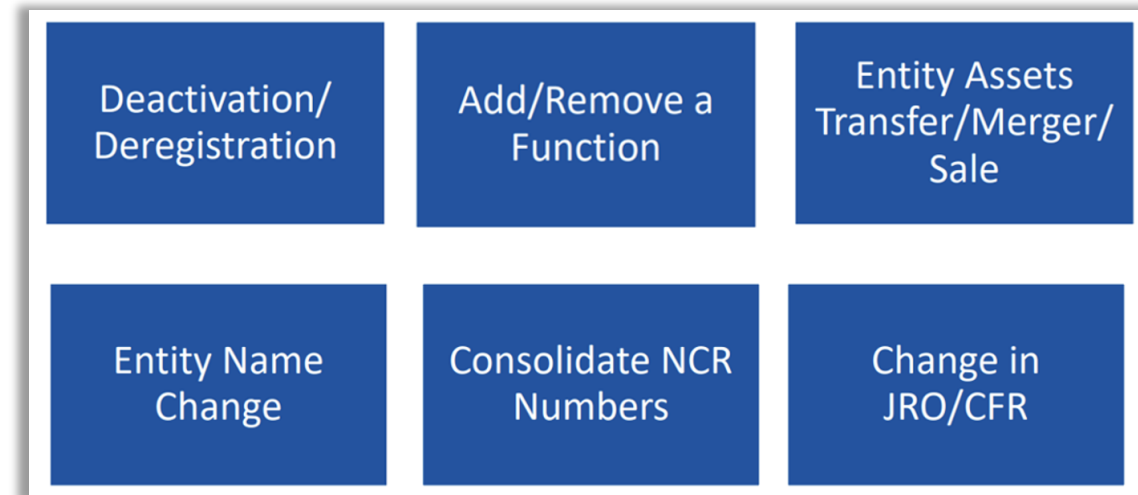 Deactivation/
Deregistration
Add/Remove a
Function
Entity Assets
Transfer/Merger/
Sale
Entity Name
Change
Consolidate NCR
Numbers
Change in
JRO/CFR